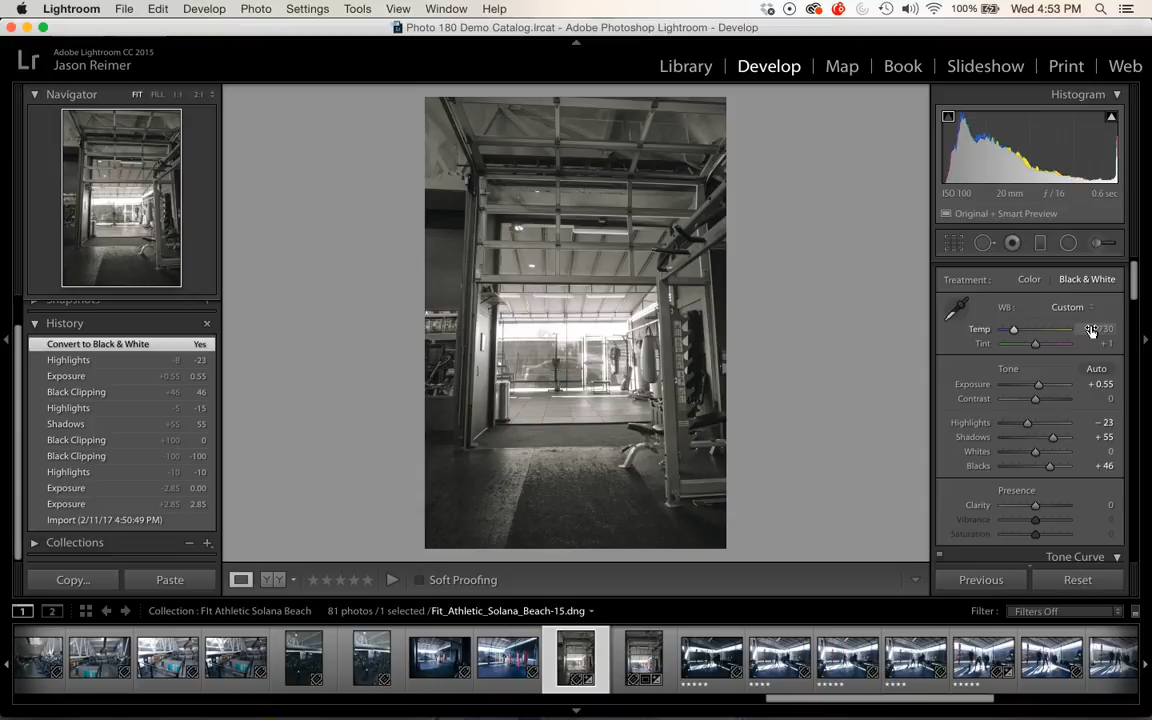 Lightroom File Edit Develop Photo Settings Tools View Window Help 100% Wed 4:53 PM
Photo 180 Demo Catalog.lrcat - Adobe Photoshop Lightroom - Develop
Lr Adobe Lightroom CC 2015
Jason Reimer
Library Develop Map Book Slideshow Print Web
Navigator FIT FILL 1:1 2:1
Histogram
ISO 100 20 mm ƒ / 16 0.6 sec
Original + Smart Preview
Treatment : Color Black & White
WB : Custom
Temp
Tint + 1
Tone Auto
Exposure + 0.55
Contrast 0
Highlights − 23
Shadows + 55
Whites 0
Blacks + 46
Presence
Clarity 0
Vibrance 0
Saturation 0
Tone Curve
Previous Reset
Snapshots
History ×
Convert to Black & White Yes
Highlights -8 -23
Exposure +0.55 0.55
Black Clipping +46 46
Highlights -5 -15
Shadows +55 55
Black Clipping +100 0
Black Clipping -100 -100
Highlights -10 -10
Exposure -2.85 0.00
Exposure +2.85 2.85
Import (2/11/17 4:50:49 PM)
Collections − +
Copy... Paste
YY Soft Proofing
1 2 Collection : FIt Athletic Solana Beach 81 photos / 1 selected / Fit_Athletic_Solana_Beach-15.dng Filter : Filters Off